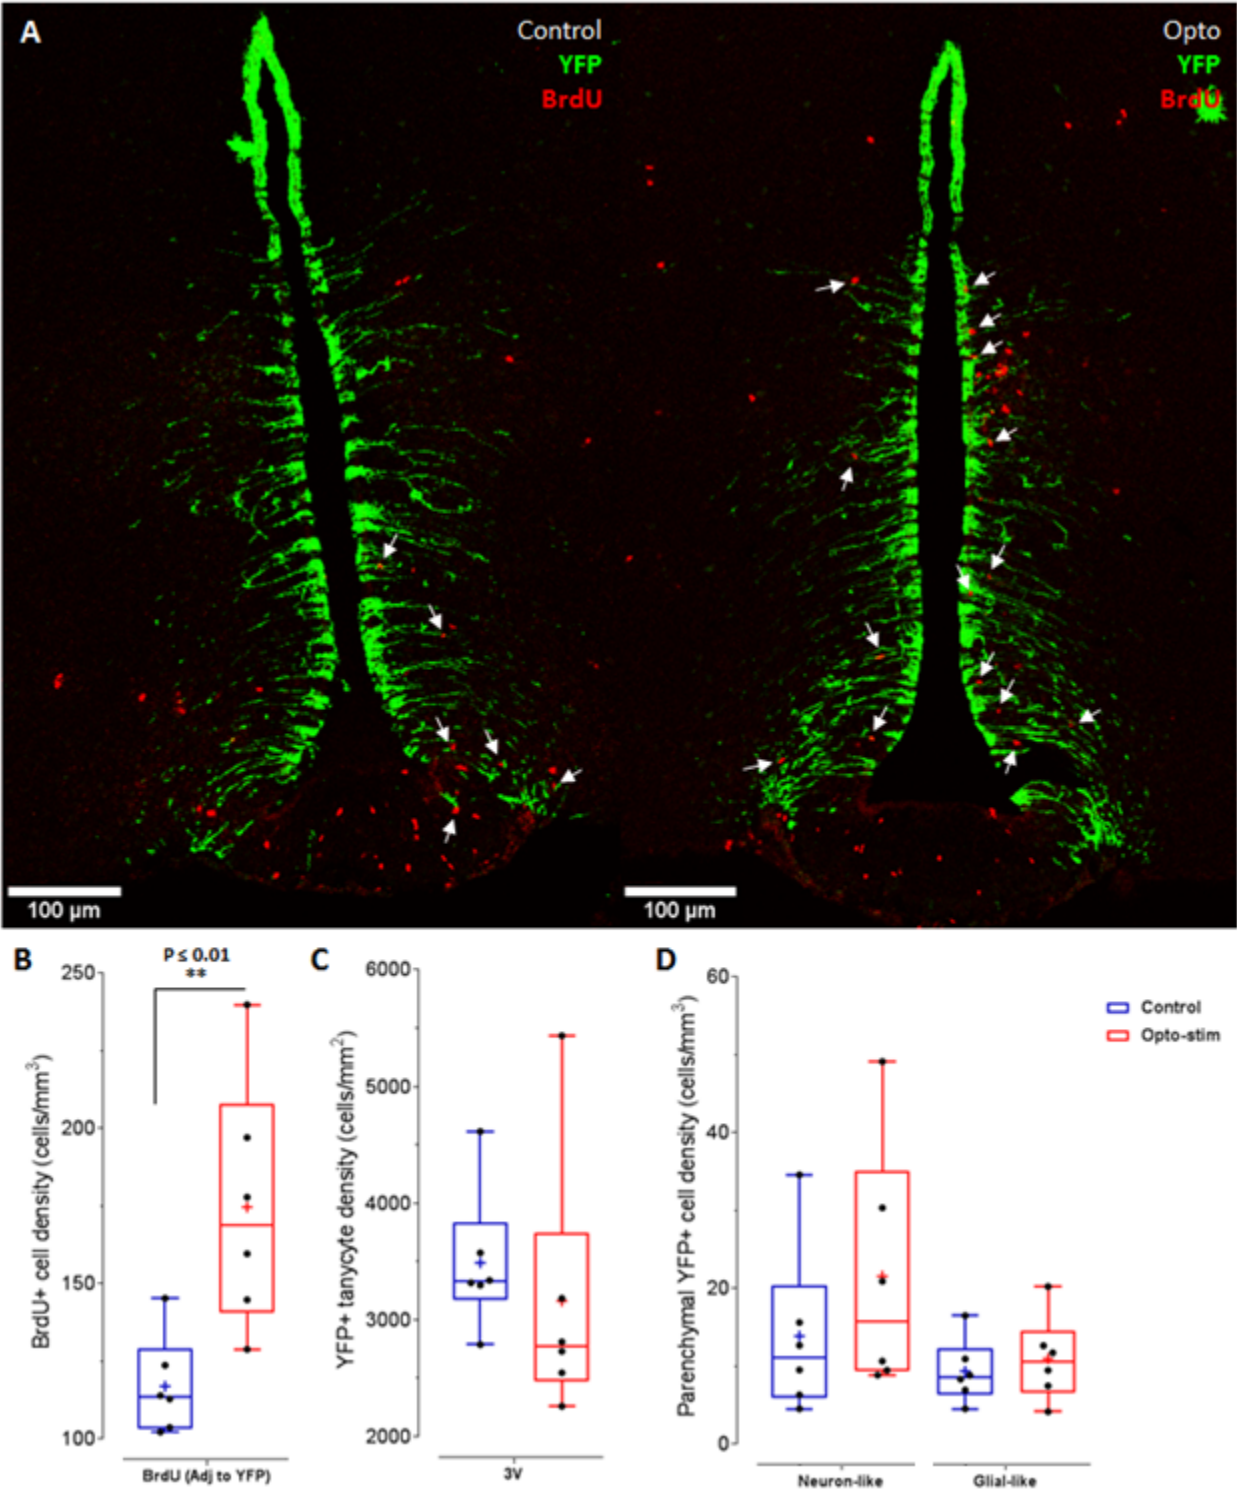 A
Control
YFP
BrdU
100 µm
Opto
YFP
BrdU
100 µm
B
P ≤ 0.01
**
250
200
150
100
BrdU+ cell density (cells/mm³)
BrdU (Adj to YFP)
C
6000
5000
4000
3000
2000
YFP+ tanycyte density (cells/mm²)
3V
D
60
40
20
0
Parenchymal YFP+ cell density (cells/mm³)
Neuron-like
Glial-like
Control
Opto-stim